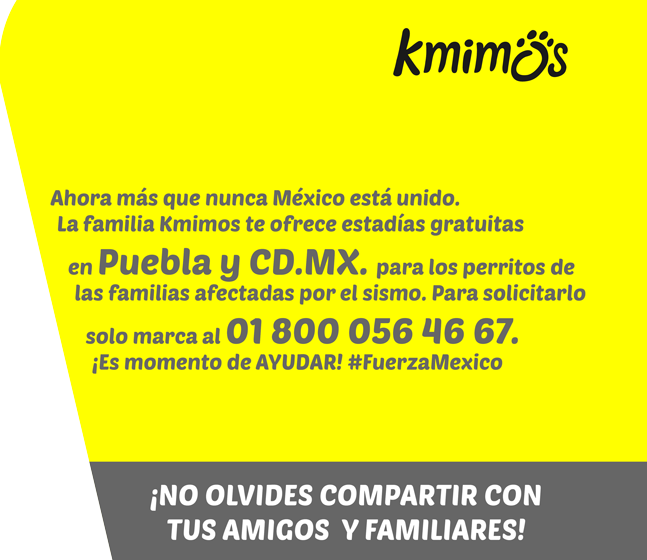 kmimos
Ahora más que nunca México está unido.
La familia Kmimos te ofrece estadías gratuitas
en Puebla y CD.MX. para los perritos de
las familias afectadas por el sismo. Para solicitarlo
solo marca al 01 800 056 46 67.
¡Es momento de AYUDAR! #FuerzaMexico
¡NO OLVIDES COMPARTIR CON
TUS AMIGOS Y FAMILIARES!